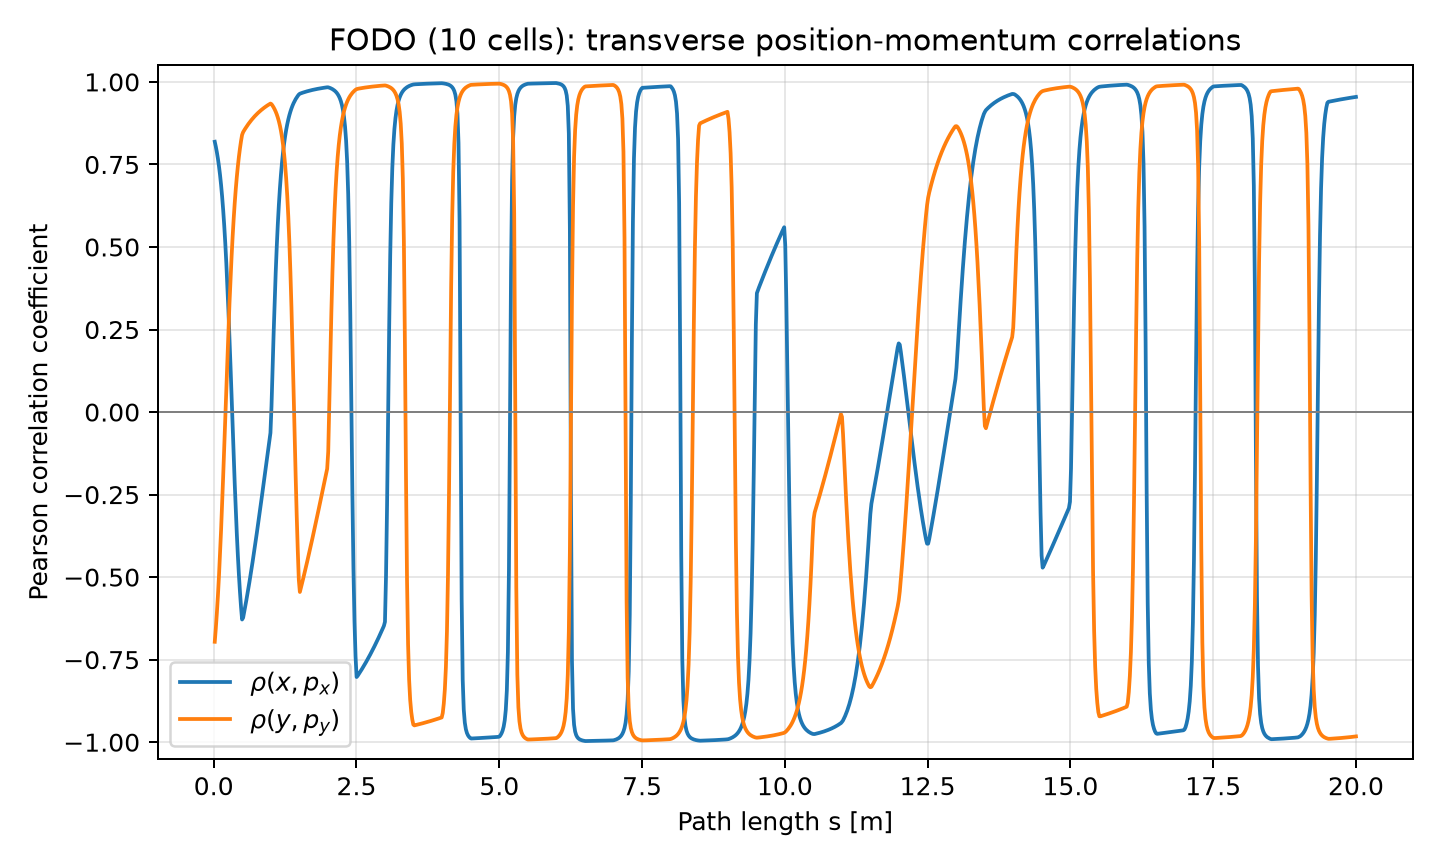 FODO (10 cells): transverse position-momentum correlations
Pearson correlation coefficient
1.00
0.75
0.50
0.25
0.00
−0.25
−0.50
−0.75
−1.00
ρ(x, pₓ)
ρ(y, p_y)
0.0 2.5 5.0 7.5 10.0 12.5 15.0 17.5 20.0
Path length s [m]